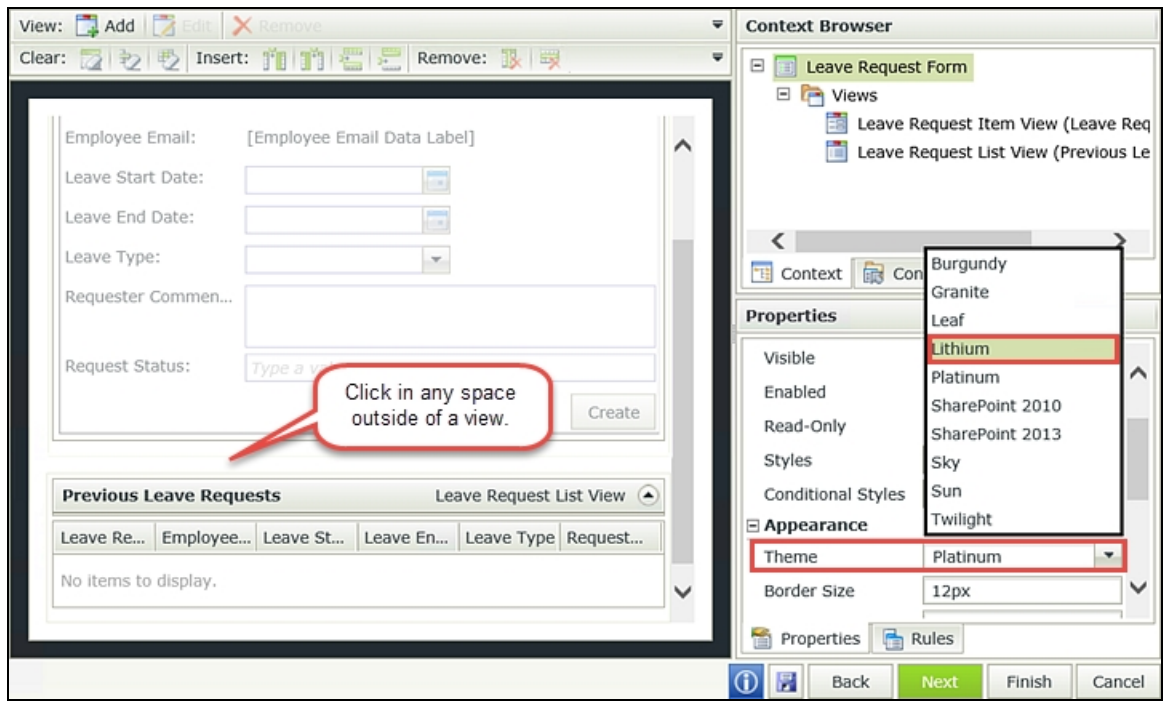 View: Add Edit Remove
Clear: Insert: Remove:
Employee Email: [Employee Email Data Label]
Leave Start Date:
Leave End Date:
Leave Type:
Requester Commen...
Request Status: Type a
Click in any space
outside of a view.
Create
Previous Leave Requests Leave Request List View
Leave Re... Employee... Leave St... Leave En... Leave Type Request...
No items to display.
Context Browser
Leave Request Form
Views
Leave Request Item View (Leave Req
Leave Request List View (Previous Le
Context Con
Burgundy
Granite
Leaf
Lithium
Platinum
SharePoint 2010
SharePoint 2013
Sky
Sun
Twilight
Properties
Visible
Enabled
Read-Only
Styles
Conditional Styles
Appearance
Theme Platinum
Border Size 12px
Properties Rules
Back Next Finish Cancel